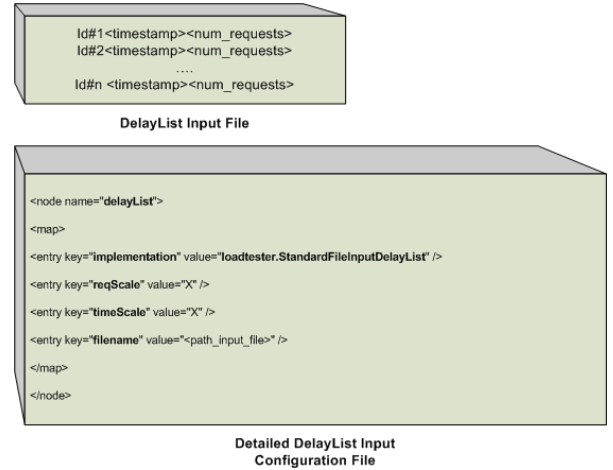 Id#1<timestamp><num_requests>
Id#2<timestamp><num_requests>
....
Id#n <timestamp><num_requests>
DelayList Input File
<node name="delayList">
<map>
<entry key="implementation" value="loadtester.StandardFileInputDelayList" />
<entry key="reqScale" value="X" />
<entry key="timeScale" value="X" />
<entry key="filename" value="<path_input_file>" />
</map>
</node>
Detailed DelayList Input
Configuration File